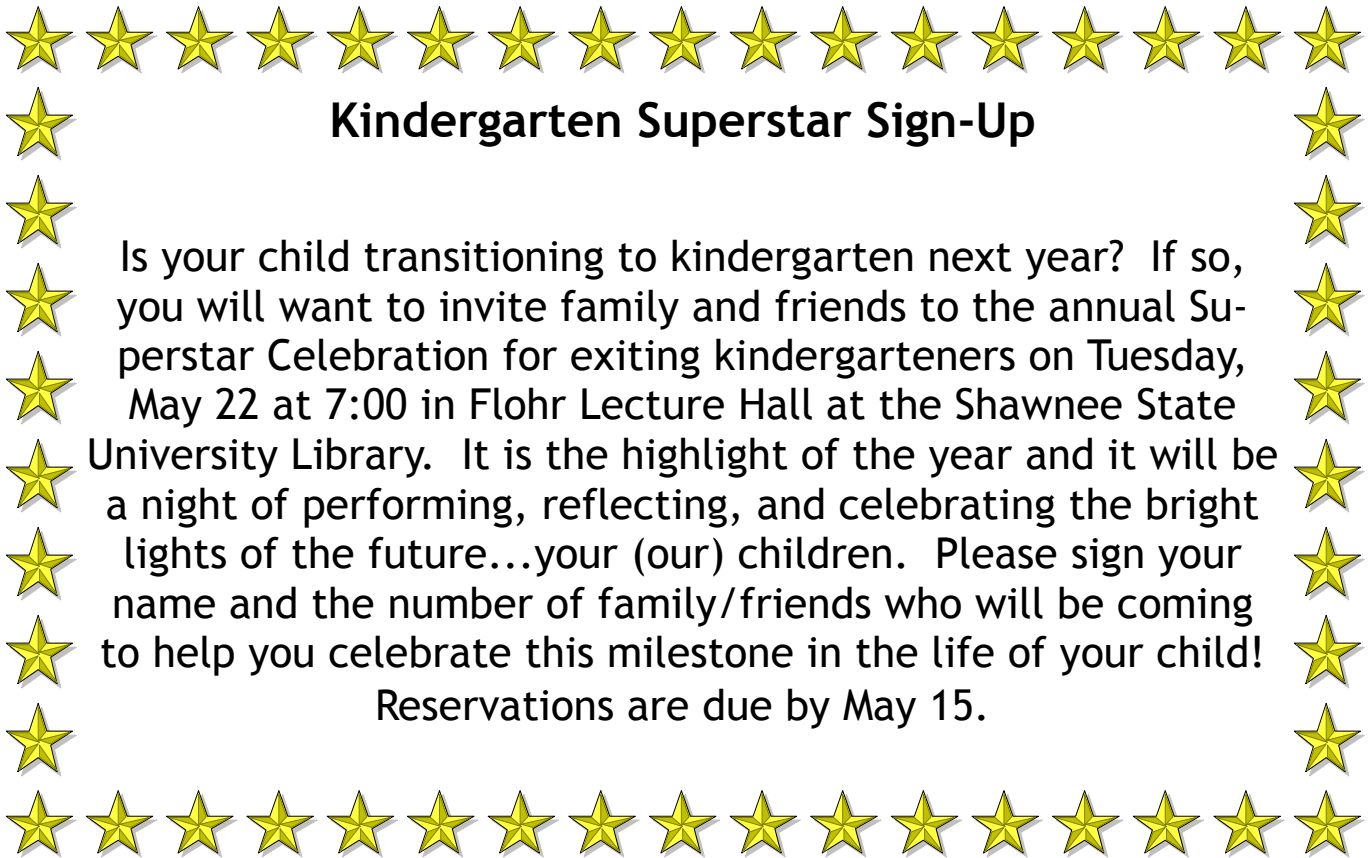 Kindergarten Superstar Sign-Up
Is your child transitioning to kindergarten next year?  If so,
you will want to invite family and friends to the annual Su-
perstar Celebration for exiting kindergarteners on Tuesday,
May 22 at 7:00 in Flohr Lecture Hall at the Shawnee State
University Library.  It is the highlight of the year and it will be
a night of performing, reflecting, and celebrating the bright
lights of the future...your (our) children.  Please sign your
name and the number of family/friends who will be coming
to help you celebrate this milestone in the life of your child!
Reservations are due by May 15.